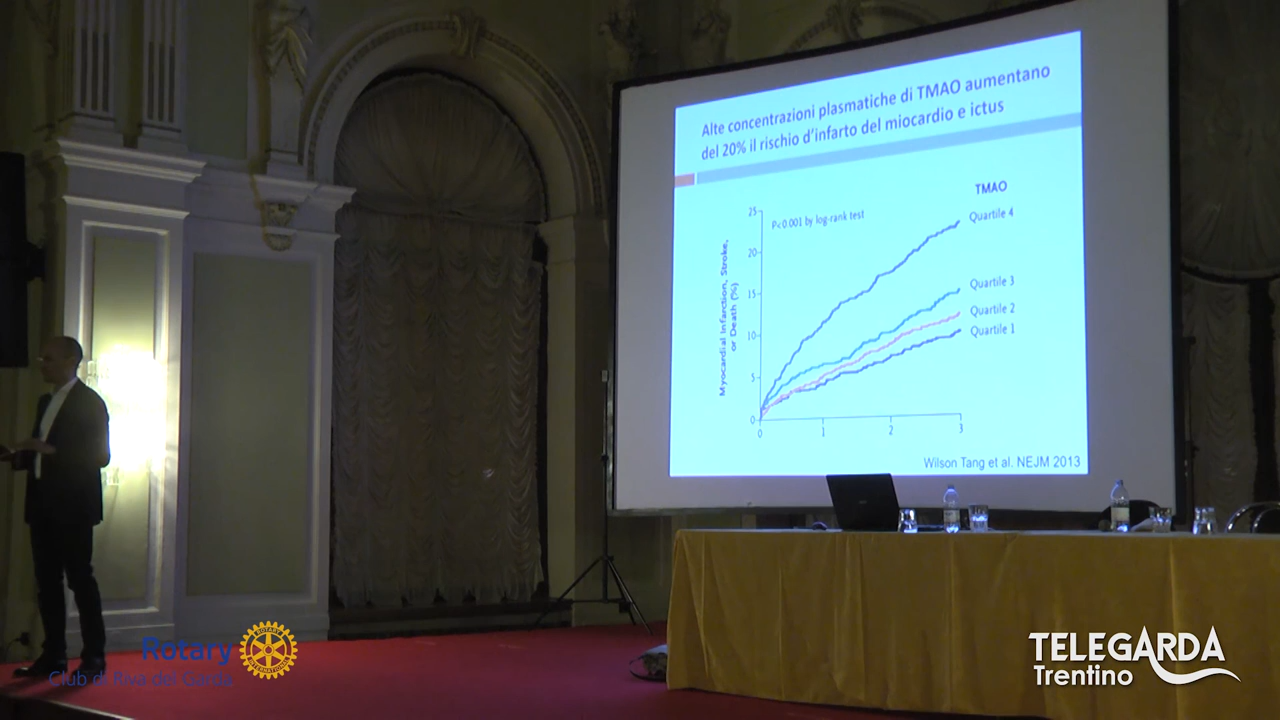 Alte concentrazioni plasmatiche di TMAO aumentano
del 20% il rischio d'infarto del miocardio e ictus
TMAO
25
P<0.001 by log-rank test
Quartile 4
20
Myocardial Infarction, Stroke,
or Death (%)
15
Quartile 3
Quartile 2
10
Quartile 1
5
0
0
1
2
3
Wilson Tang et al. NEJM 2013
Rotary
Club di Riva del Garda
TELEGARDA
Trentino